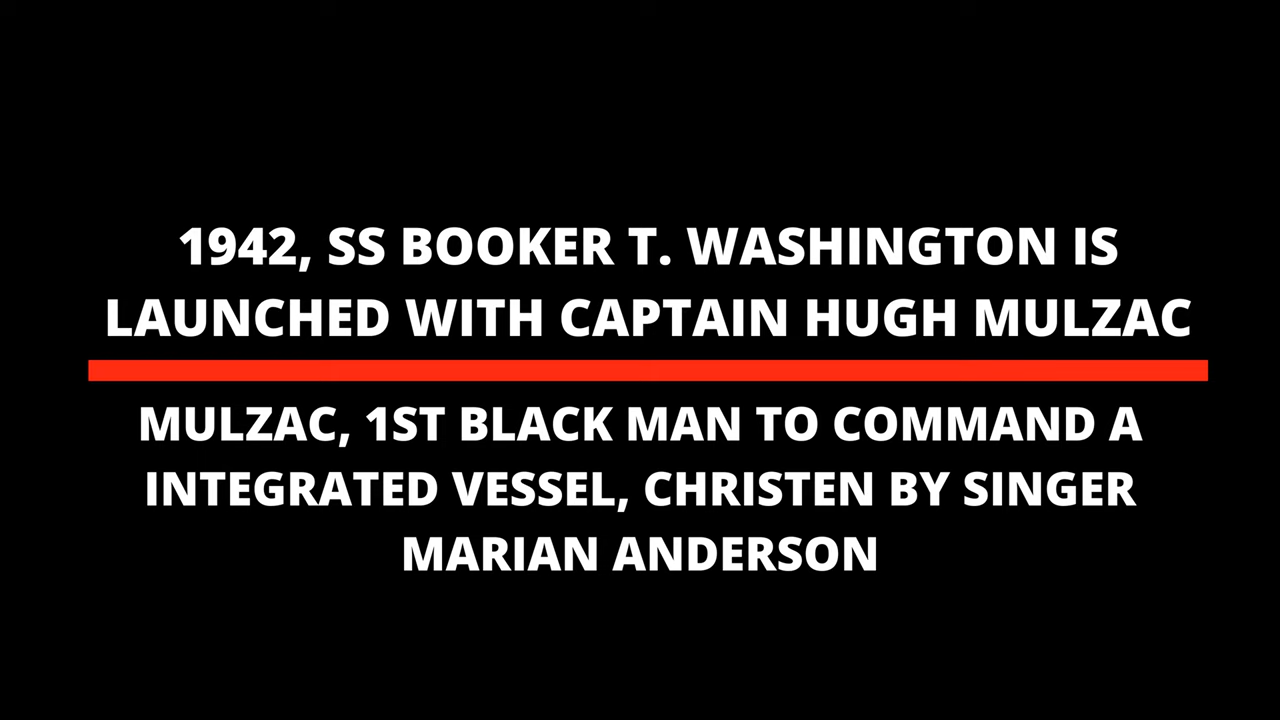 1942, SS BOOKER T. WASHINGTON IS
LAUNCHED WITH CAPTAIN HUGH MULZAC
MULZAC, 1ST BLACK MAN TO COMMAND A
INTEGRATED VESSEL, CHRISTEN BY SINGER
MARIAN ANDERSON